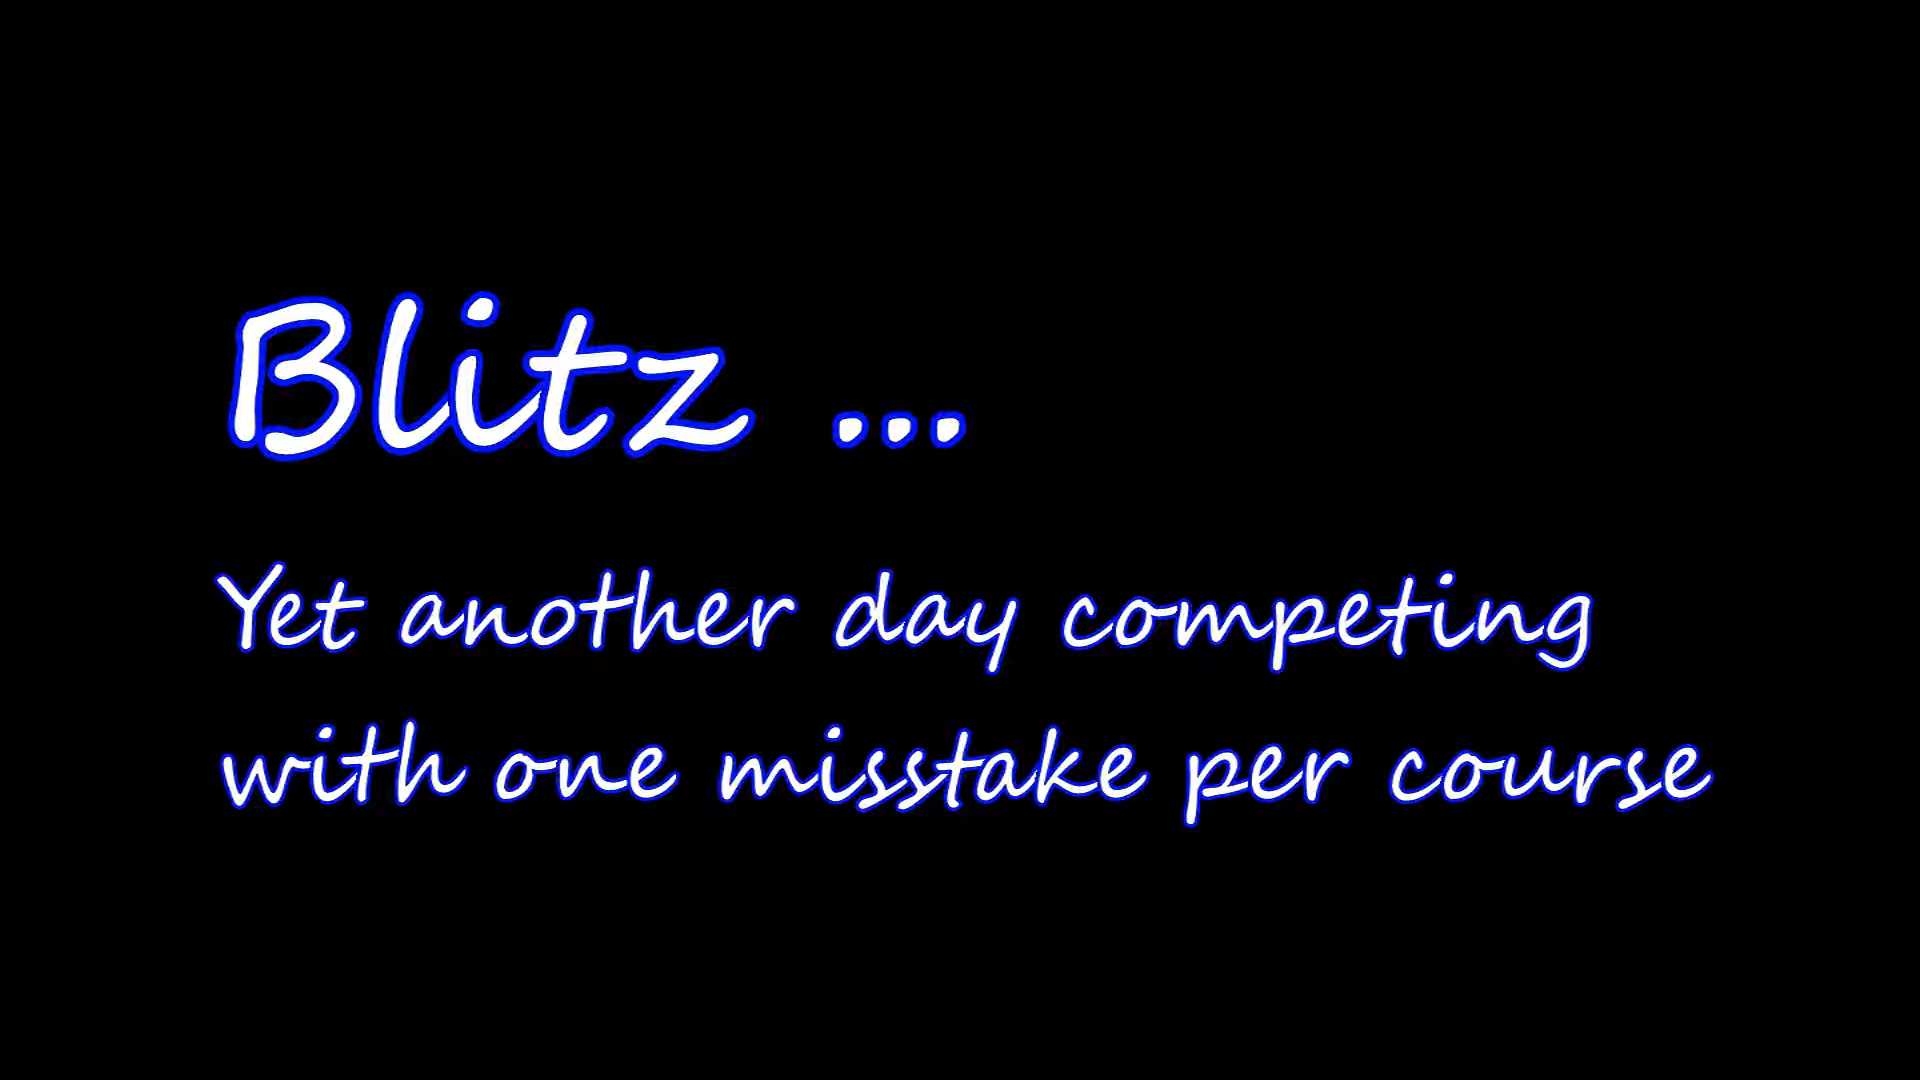 Blitz ...
Yet another day competing
with one misstake per course